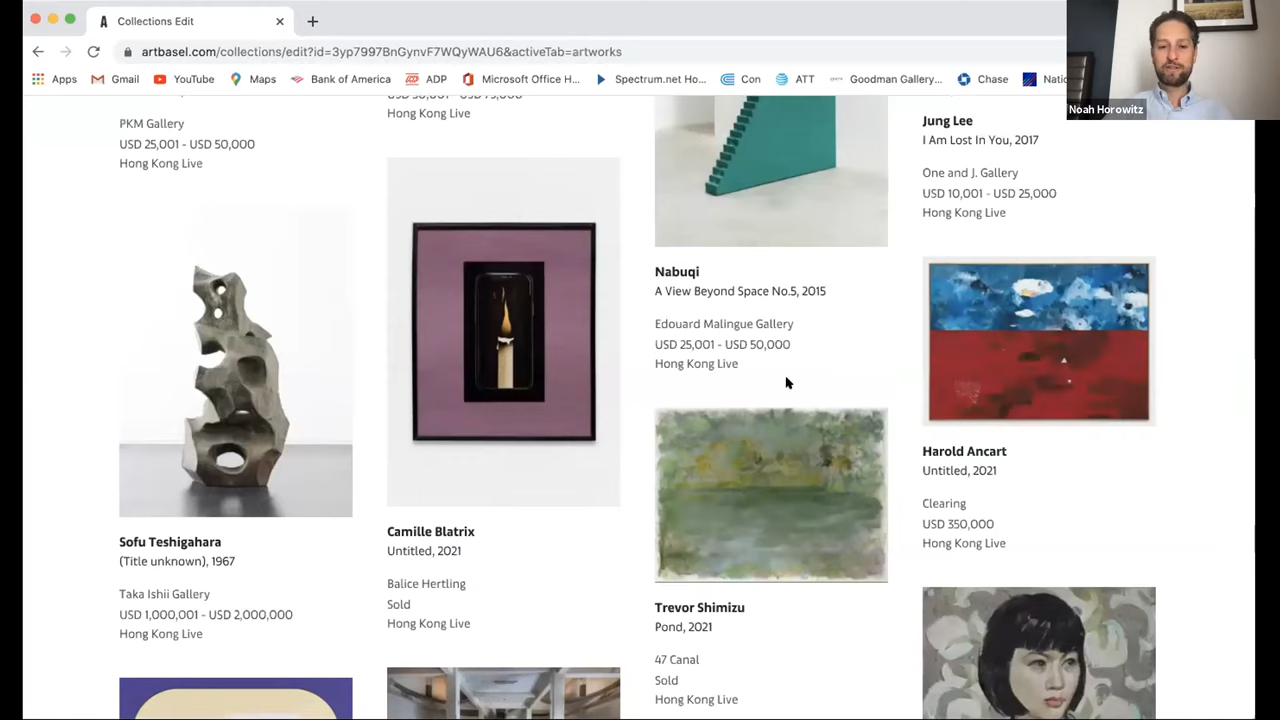 Collections Edit
artbasel.com/collections/edit?id=3yp7997BnGynvF7WQyWAU6&activeTab=artworks
Apps
Gmail
YouTube
Maps
Bank of America
ADP
Microsoft Office H...
Spectrum.net Ho...
Con
ATT
Goodman Gallery...
Chase
Natio
Noah Horowitz
PKM Gallery
USD 25,001 - USD 50,000
Hong Kong Live
Sofu Teshigahara
(Title unknown), 1967
Taka Ishii Gallery
USD 1,000,001 - USD 2,000,000
Hong Kong Live
Hong Kong Live
Camille Blatrix
Untitled, 2021
Balice Hertling
Sold
Hong Kong Live
Nabuqi
A View Beyond Space No.5, 2015
Edouard Malingue Gallery
USD 25,001 - USD 50,000
Hong Kong Live
Trevor Shimizu
Pond, 2021
47 Canal
Sold
Hong Kong Live
Jung Lee
I Am Lost In You, 2017
One and J. Gallery
USD 10,001 - USD 25,000
Hong Kong Live
Harold Ancart
Untitled, 2021
Clearing
USD 350,000
Hong Kong Live